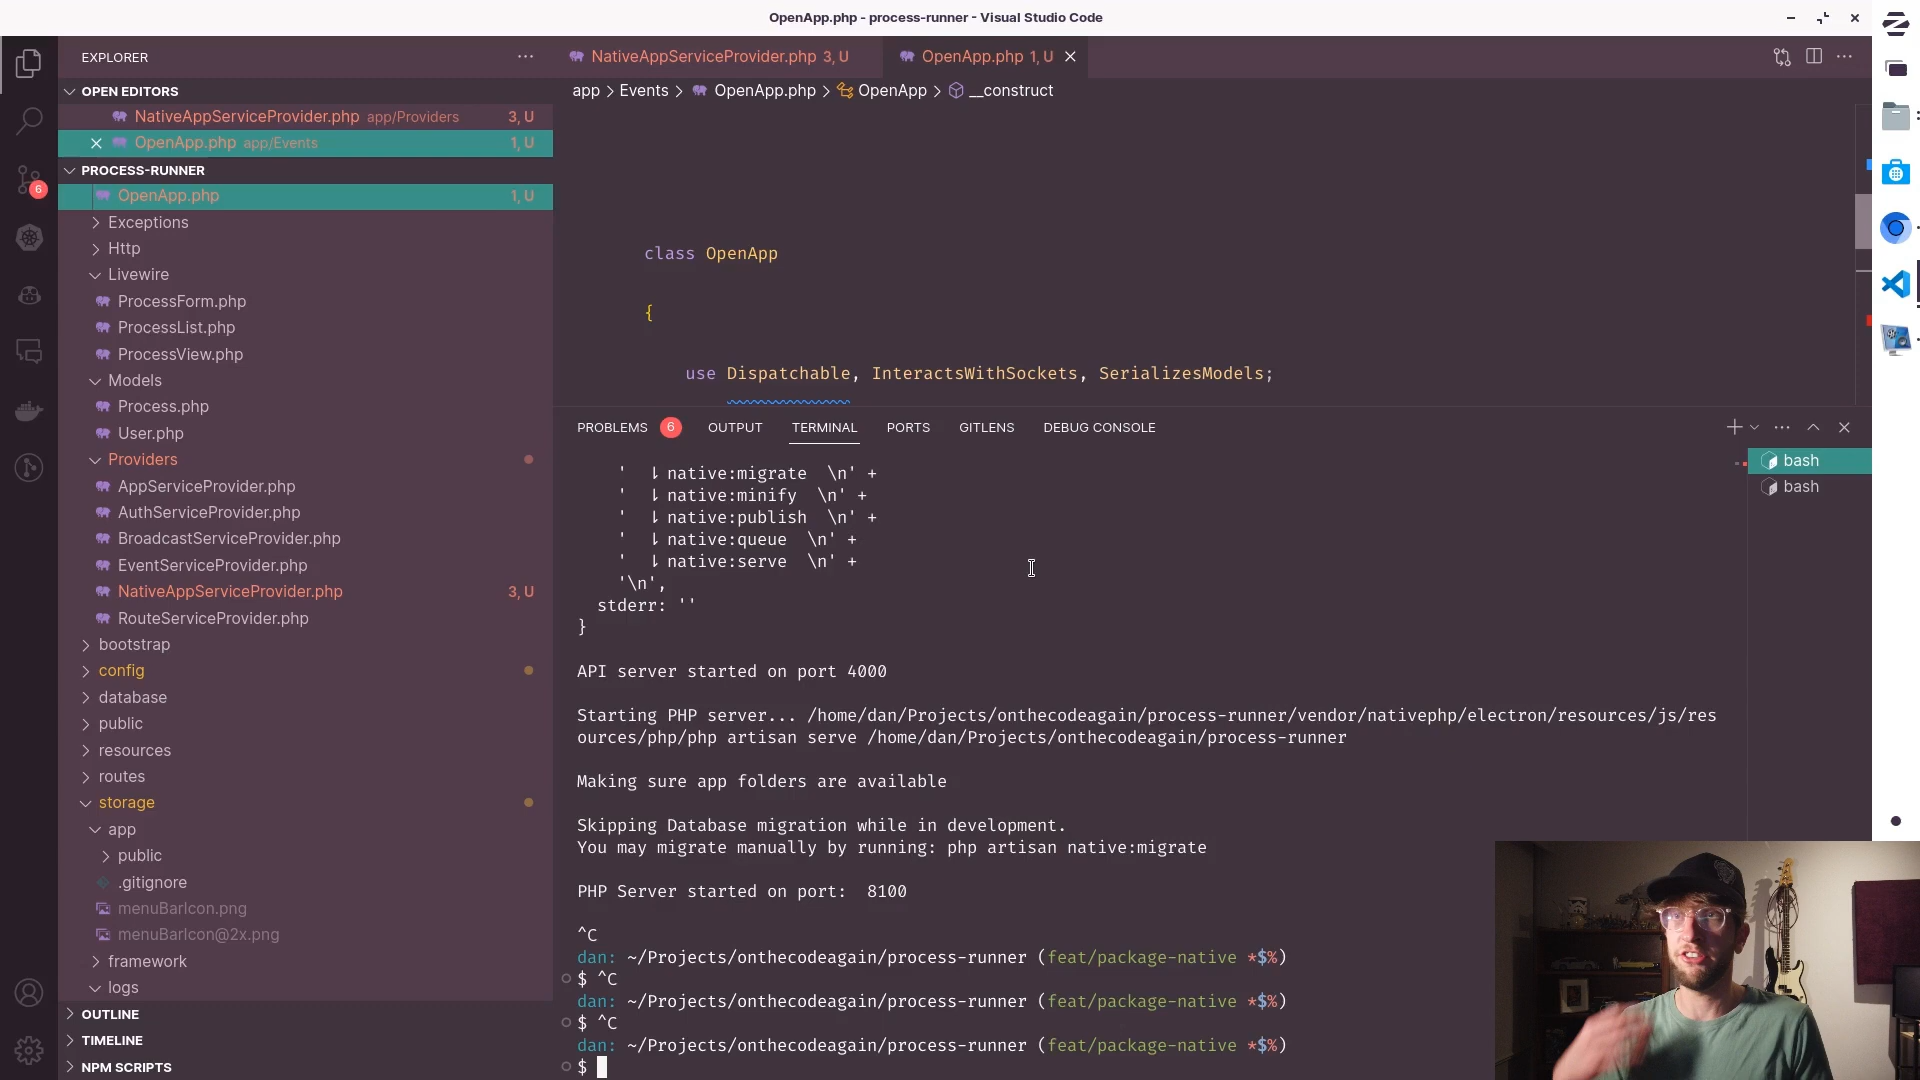 OpenApp.php - process-runner - Visual Studio Code
EXPLORER
OPEN EDITORS
NativeAppServiceProvider.php app/Providers 3, U
OpenApp.php app/Events 1, U
PROCESS-RUNNER
OpenApp.php 1, U
Exceptions
Http
Livewire
ProcessForm.php
ProcessList.php
ProcessView.php
Models
Process.php
User.php
Providers
AppServiceProvider.php
AuthServiceProvider.php
BroadcastServiceProvider.php
EventServiceProvider.php
NativeAppServiceProvider.php 3, U
RouteServiceProvider.php
bootstrap
config
database
public
resources
routes
storage
app
public
.gitignore
menuBarIcon.png
menuBarIcon@2x.png
framework
logs
OUTLINE
TIMELINE
NPM SCRIPTS
6
NativeAppServiceProvider.php 3, U
OpenApp.php 1, U
app > Events > OpenApp.php > OpenApp > __construct
class OpenApp
{
use Dispatchable, InteractsWithSockets, SerializesModels;
PROBLEMS 6 OUTPUT TERMINAL PORTS GITLENS DEBUG CONSOLE
bash
bash
' ⇂ native:migrate \n' +
' ⇂ native:minify \n' +
' ⇂ native:publish \n' +
' ⇂ native:queue \n' +
' ⇂ native:serve \n' +
'\n',
stderr: ''
}
API server started on port 4000
Starting PHP server... /home/dan/Projects/onthecodeagain/process-runner/vendor/nativephp/electron/resources/js/res
ources/php/php artisan serve /home/dan/Projects/onthecodeagain/process-runner
Making sure app folders are available
Skipping Database migration while in development.
You may migrate manually by running: php artisan native:migrate
PHP Server started on port: 8100
^C
dan: ~/Projects/onthecodeagain/process-runner (feat/package-native *$%)
$ ^C
dan: ~/Projects/onthecodeagain/process-runner (feat/package-native *$%)
$ ^C
dan: ~/Projects/onthecodeagain/process-runner (feat/package-native *$%)
$